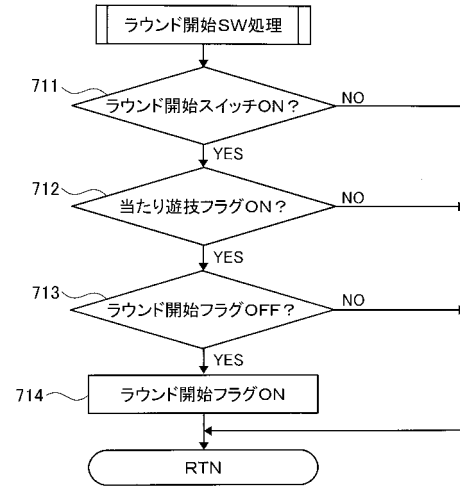 ラウンド開始SW処理
711
ラウンド開始スイッチON?
NO
YES
712
当たり遊技フラグON?
NO
YES
713
ラウンド開始フラグOFF?
NO
YES
714
ラウンド開始フラグON
RTN